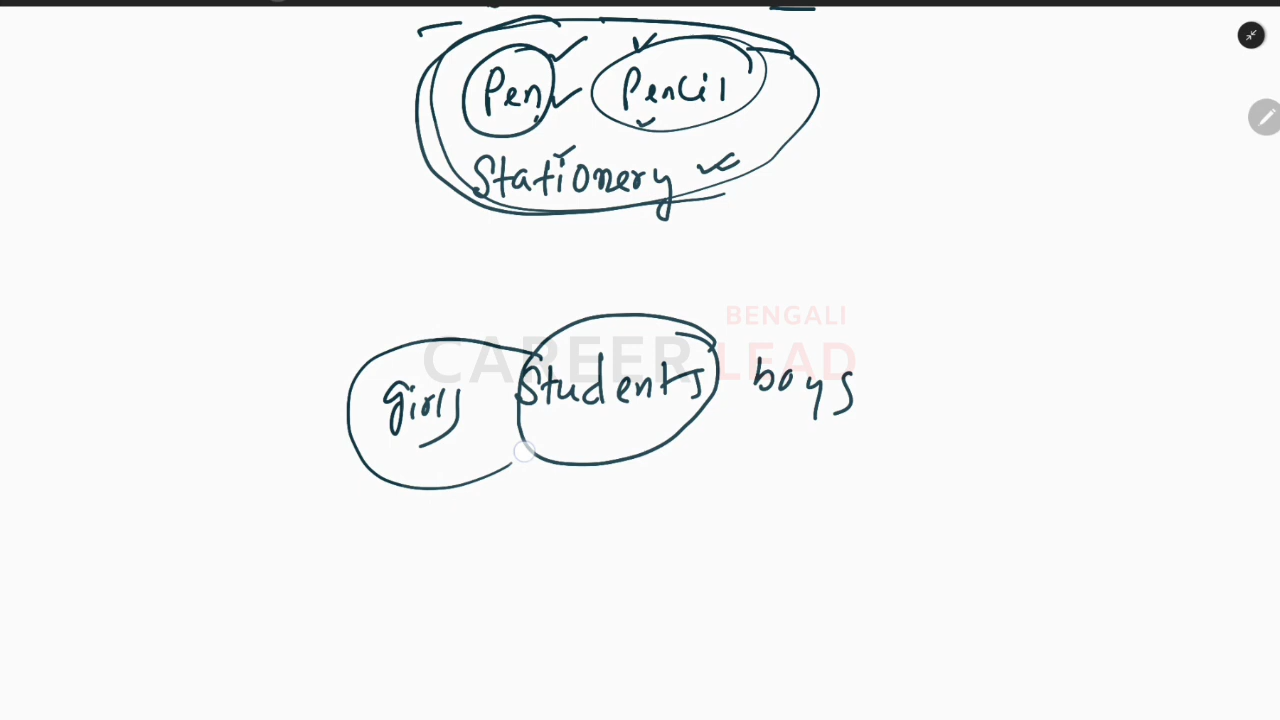 Pen Pencil
Stationery
BENGALI
CAREER LEAD
girls Students boys